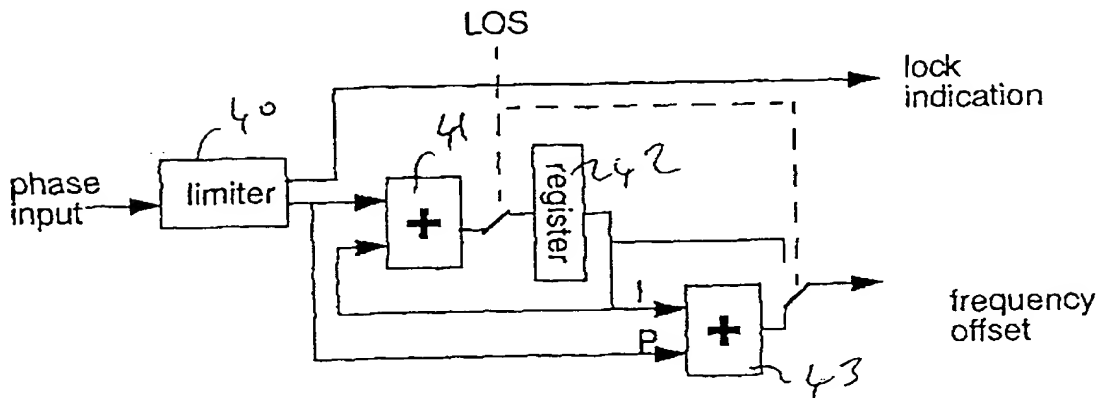 LOS
lock
indication
40
41
phase
input
limiter
+
register
42
I
P
+
frequency
offset
43